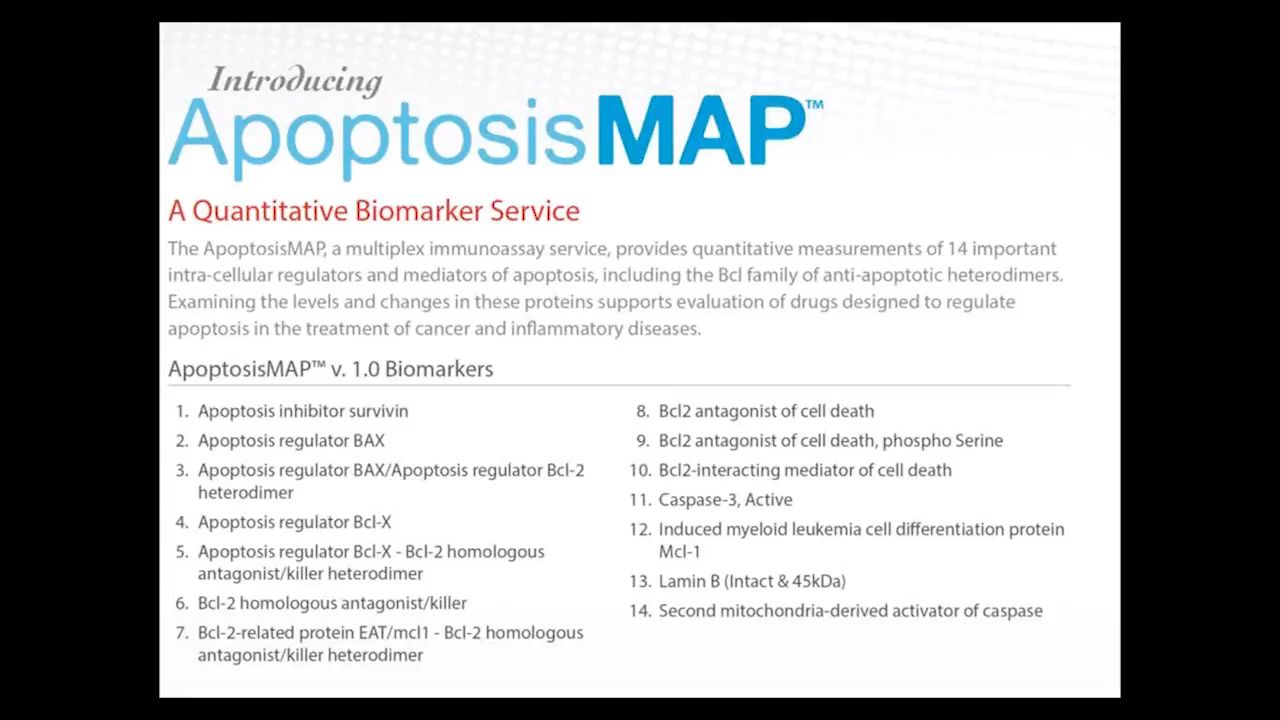 Introducing
ApoptosisMAP™
A Quantitative Biomarker Service
The ApoptosisMAP, a multiplex immunoassay service, provides quantitative measurements of 14 important
intra-cellular regulators and mediators of apoptosis, including the Bcl family of anti-apoptotic heterodimers.
Examining the levels and changes in these proteins supports evaluation of drugs designed to regulate
apoptosis in the treatment of cancer and inflammatory diseases.
ApoptosisMAP™ v. 1.0 Biomarkers
1. Apoptosis inhibitor survivin
2. Apoptosis regulator BAX
3. Apoptosis regulator BAX/Apoptosis regulator Bcl-2
heterodimer
4. Apoptosis regulator Bcl-X
5. Apoptosis regulator Bcl-X - Bcl-2 homologous
antagonist/killer heterodimer
6. Bcl-2 homologous antagonist/killer
7. Bcl-2-related protein EAT/mcl1 - Bcl-2 homologous
antagonist/killer heterodimer
8. Bcl2 antagonist of cell death
9. Bcl2 antagonist of cell death, phospho Serine
10. Bcl2-interacting mediator of cell death
11. Caspase-3, Active
12. Induced myeloid leukemia cell differentiation protein
Mcl-1
13. Lamin B (Intact & 45kDa)
14. Second mitochondria-derived activator of caspase